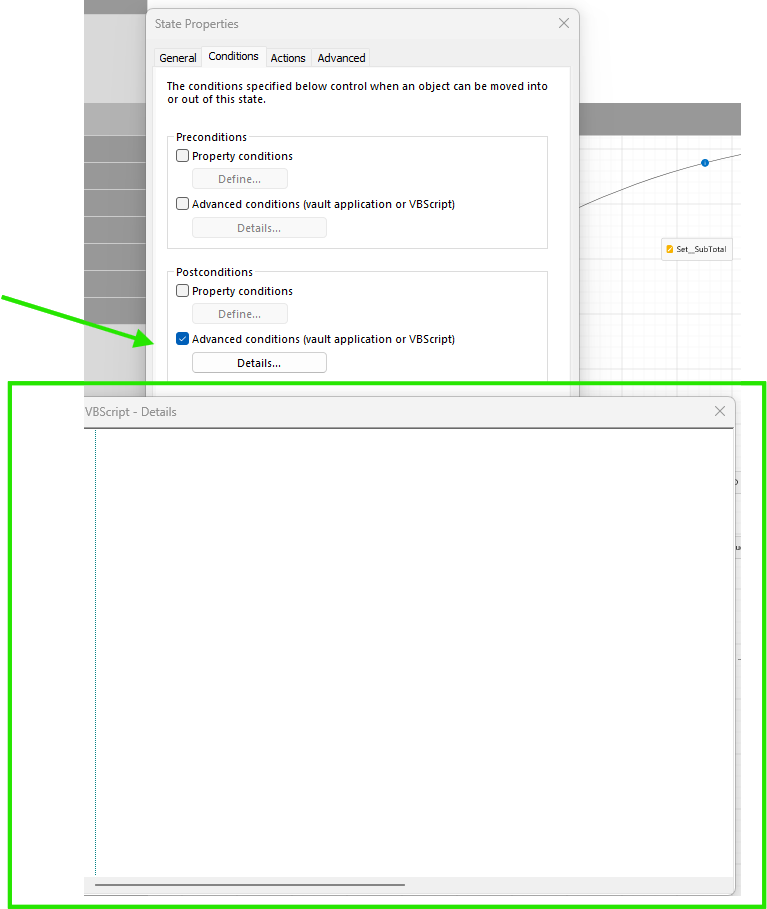 State Properties
General Conditions Actions Advanced
The conditions specified below control when an object can be moved into
or out of this state.
Preconditions
Property conditions
Define...
Advanced conditions (vault application or VBScript)
Details...
Set_SubTotal
Postconditions
Property conditions
Define...
Advanced conditions (vault application or VBScript)
Details...
VBScript - Details